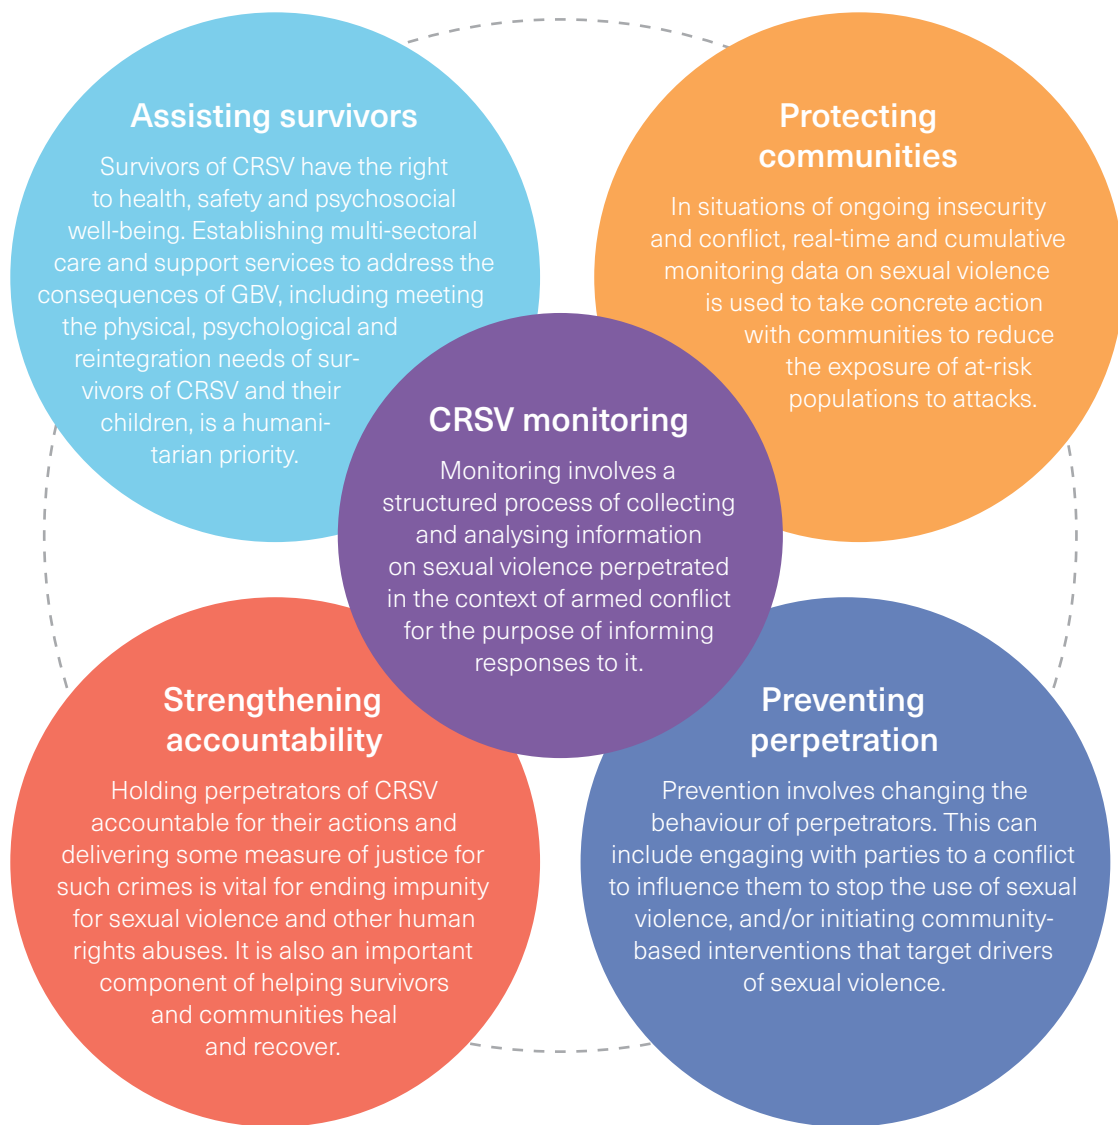 Assisting survivors
Survivors of CRSV have the right
to health, safety and psychosocial
well-being. Establishing multi-sectoral
care and support services to address the
consequences of GBV, including meeting
the physical, psychological and
reintegration needs of sur-
vivors of CRSV and their
children, is a humani-
tarian priority.
Protecting
communities
In situations of ongoing insecurity
and conflict, real-time and cumulative
monitoring data on sexual violence
is used to take concrete action
with communities to reduce
the exposure of at-risk
populations to attacks.
CRSV monitoring
Monitoring involves a
structured process of collecting
and analysing information
on sexual violence perpetrated
in the context of armed conflict
for the purpose of informing
responses to it.
Strengthening
accountability
Holding perpetrators of CRSV
accountable for their actions and
delivering some measure of justice for
such crimes is vital for ending impunity
for sexual violence and other human
rights abuses. It is also an important
component of helping survivors
and communities heal
and recover.
Preventing
perpetration
Prevention involves changing the
behaviour of perpetrators. This can
include engaging with parties to a conflict
to influence them to stop the use of sexual
violence, and/or initiating community-
based interventions that target drivers
of sexual violence.